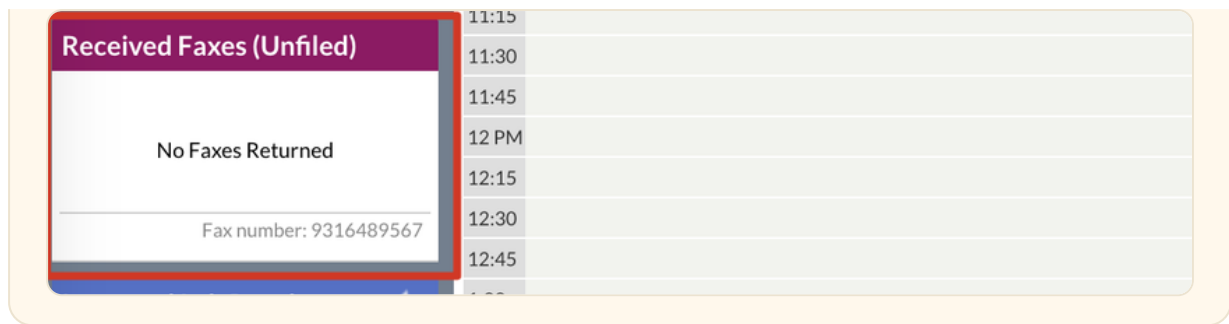 Received Faxes (Unfiled)
No Faxes Returned
Fax number: 9316489567
11:15
11:30
11:45
12 PM
12:15
12:30
12:45